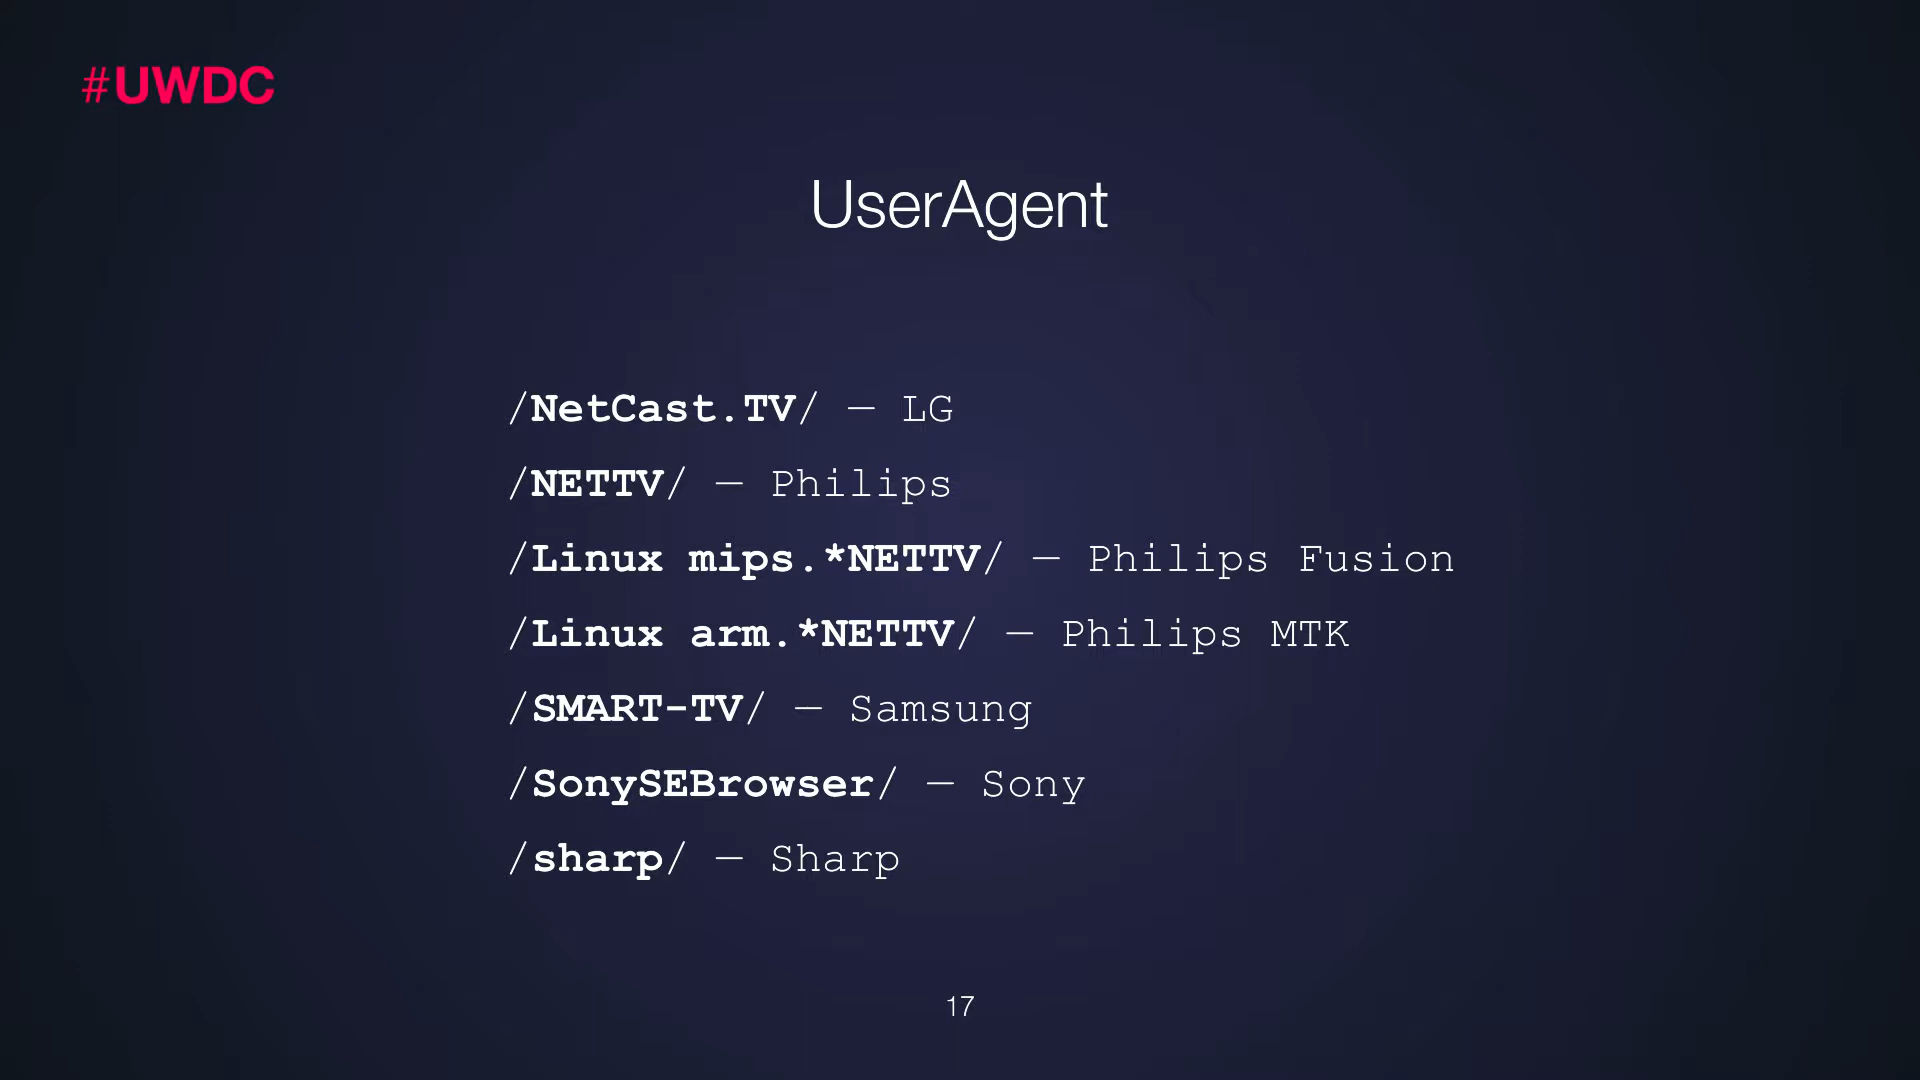 #UWDC
UserAgent
/NetCast.TV/ — LG
/NETTV/ — Philips
/Linux mips.*NETTV/ — Philips Fusion
/Linux arm.*NETTV/ — Philips MTK
/SMART-TV/ — Samsung
/SonySEBrowser/ — Sony
/sharp/ — Sharp
17